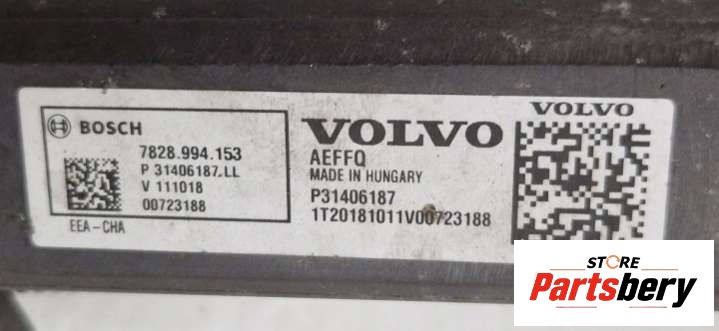 BOSCH
7828.994.153
P 31406187.LL
V 111018
00723188
EEA-CHA
VOLVO
AEFFQ
MADE IN HUNGARY
P31406187
1T20181011V00723188
VOLVO
STORE
Partsbery